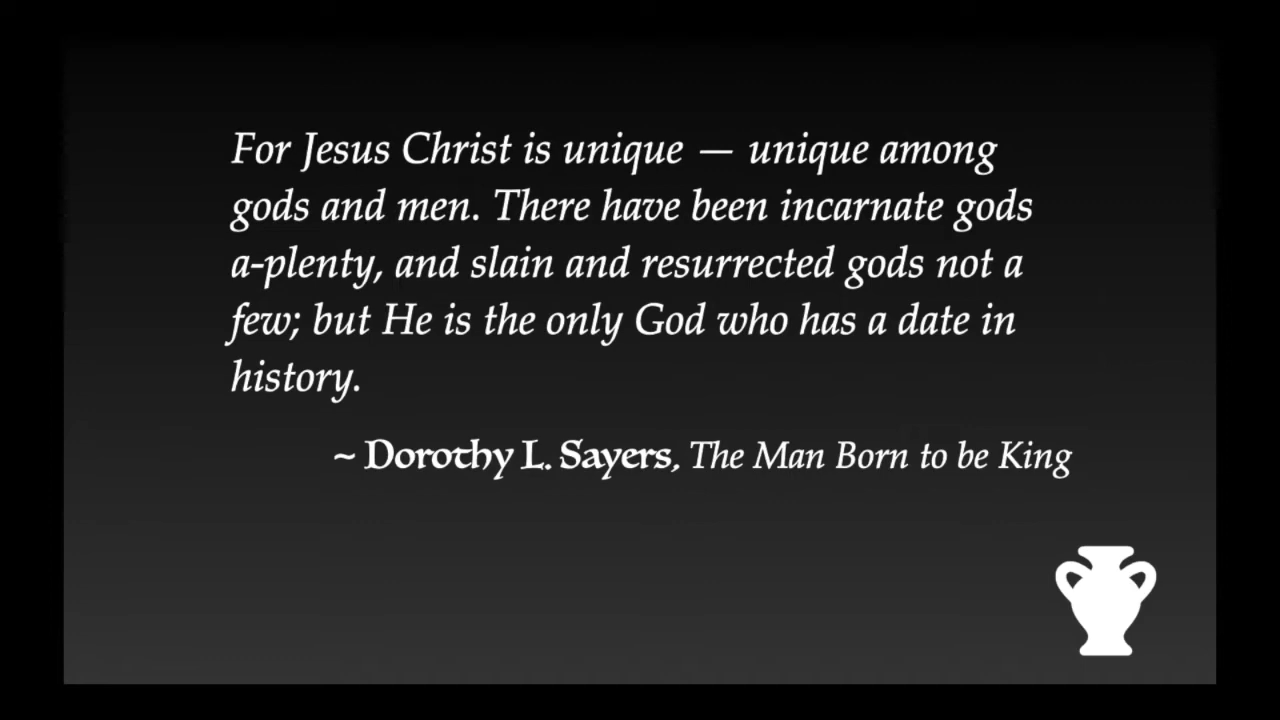 For Jesus Christ is unique — unique among
gods and men. There have been incarnate gods
a-plenty, and slain and resurrected gods not a
few; but He is the only God who has a date in
history.
~ Dorothy L. Sayers, The Man Born to be King